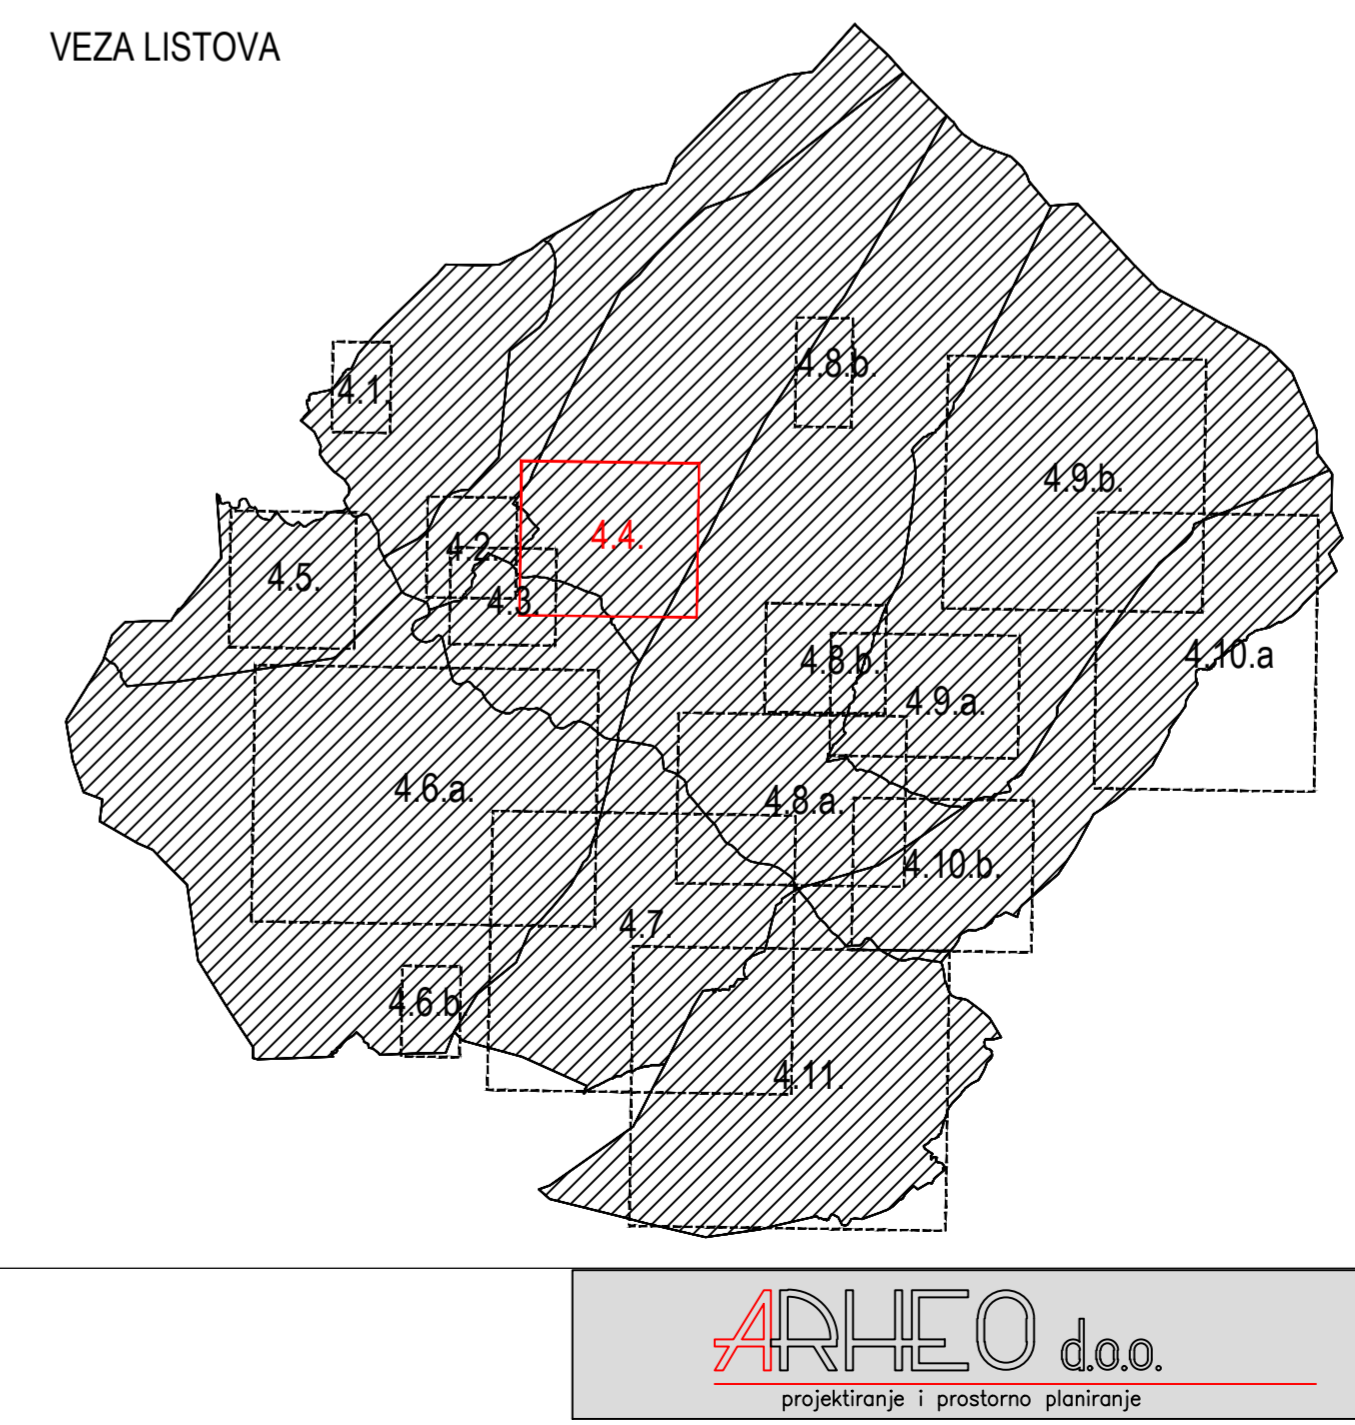 VEZA LISTOVA
4.1.
4.8.b.
4.9.b.
4.4.
4.2.
4.5.
4.3.
4.8.b.
4.10.a
4.9.a.
4.6.a.
4.8.a.
4.10.b.
4.7.
4.6.b.
4.11.
ARHEO d.o.o.
projektiranje i prostorno planiranje